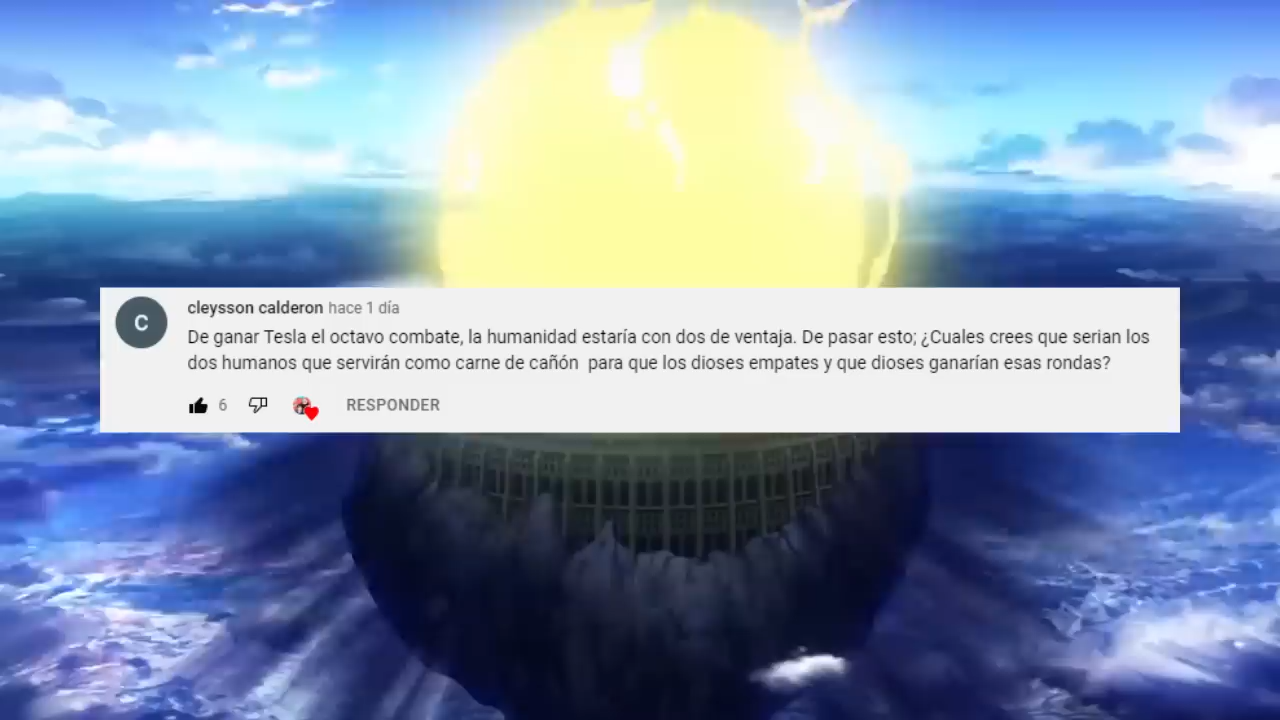 C
cleysson calderon hace 1 día
De ganar Tesla el octavo combate, la humanidad estaría con dos de ventaja. De pasar esto; ¿Cuales crees que serian los
dos humanos que servirán como carne de cañón para que los dioses empates y que dioses ganarían esas rondas?
6 RESPONDER